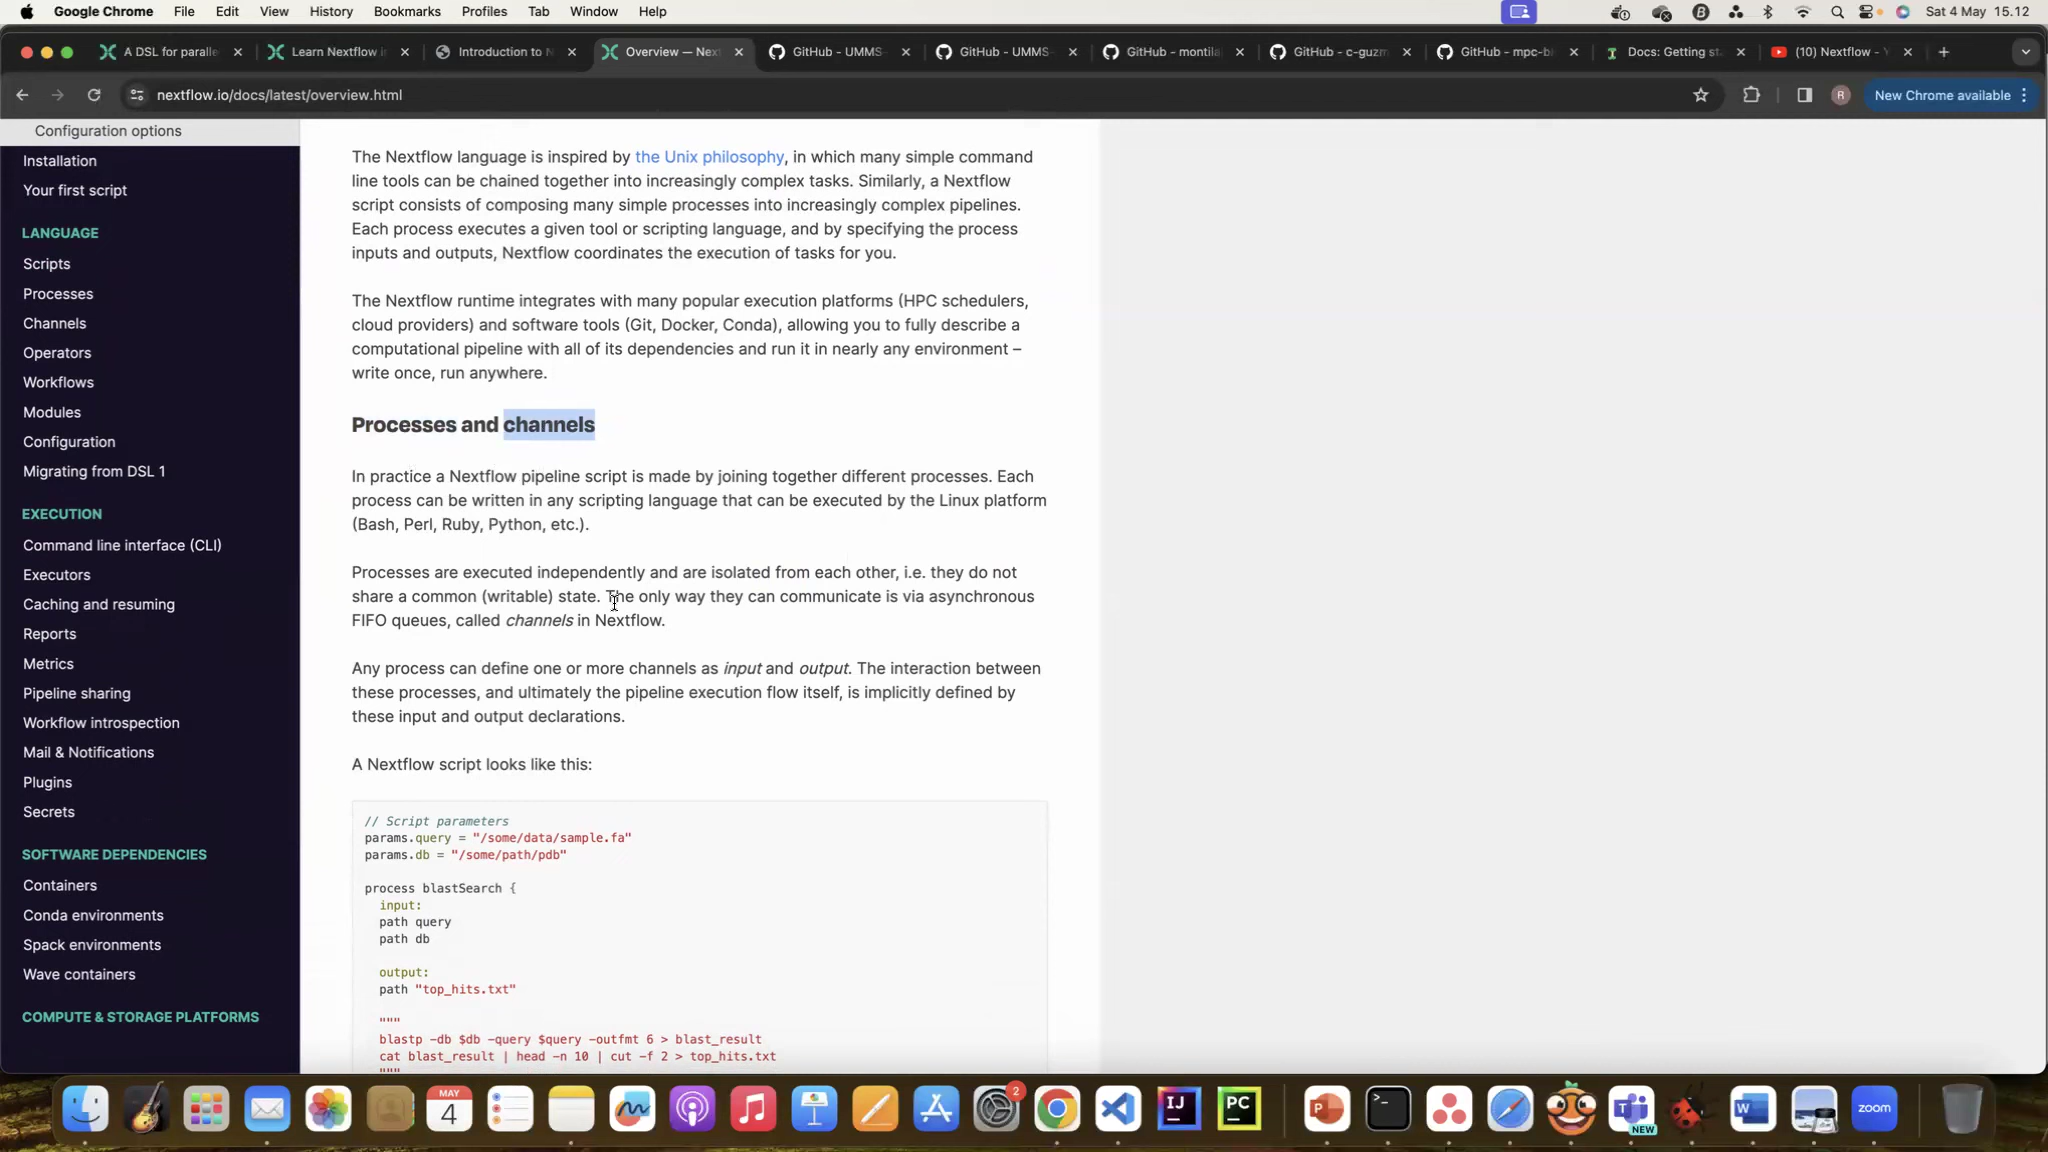 Google Chrome File Edit View History Bookmarks Profiles Tab Window Help Sat 4 May 15.12
A DSL for paralle Learn Nextflow i Introduction to N Overview — Next GitHub - UMMS- GitHub - UMMS- GitHub - montila GitHub - c-guzm GitHub - mpc-bi Docs: Getting st (10) Nextflow - Y
nextflow.io/docs/latest/overview.html New Chrome available
Configuration options
Installation
Your first script
LANGUAGE
Scripts
Processes
Channels
Operators
Workflows
Modules
Configuration
Migrating from DSL 1
EXECUTION
Command line interface (CLI)
Executors
Caching and resuming
Reports
Metrics
Pipeline sharing
Workflow introspection
Mail & Notifications
Plugins
Secrets
SOFTWARE DEPENDENCIES
Containers
Conda environments
Spack environments
Wave containers
COMPUTE & STORAGE PLATFORMS
The Nextflow language is inspired by the Unix philosophy, in which many simple command
line tools can be chained together into increasingly complex tasks. Similarly, a Nextflow
script consists of composing many simple processes into increasingly complex pipelines.
Each process executes a given tool or scripting language, and by specifying the process
inputs and outputs, Nextflow coordinates the execution of tasks for you.
The Nextflow runtime integrates with many popular execution platforms (HPC schedulers,
cloud providers) and software tools (Git, Docker, Conda), allowing you to fully describe a
computational pipeline with all of its dependencies and run it in nearly any environment –
write once, run anywhere.
Processes and channels
In practice a Nextflow pipeline script is made by joining together different processes. Each
process can be written in any scripting language that can be executed by the Linux platform
(Bash, Perl, Ruby, Python, etc.).
Processes are executed independently and are isolated from each other, i.e. they do not
share a common (writable) state. The only way they can communicate is via asynchronous
FIFO queues, called channels in Nextflow.
Any process can define one or more channels as input and output. The interaction between
these processes, and ultimately the pipeline execution flow itself, is implicitly defined by
these input and output declarations.
A Nextflow script looks like this:
// Script parameters
params.query = "/some/data/sample.fa"
params.db = "/some/path/pdb"
process blastSearch {
input:
path query
path db
output:
path "top_hits.txt"
"""
blastp -db $db -query $query -outfmt 6 > blast_result
cat blast_result | head -n 10 | cut -f 2 > top_hits.txt
"""
MAY
4
2
IJ
PC
P
>_
T
NEW
W
zoom